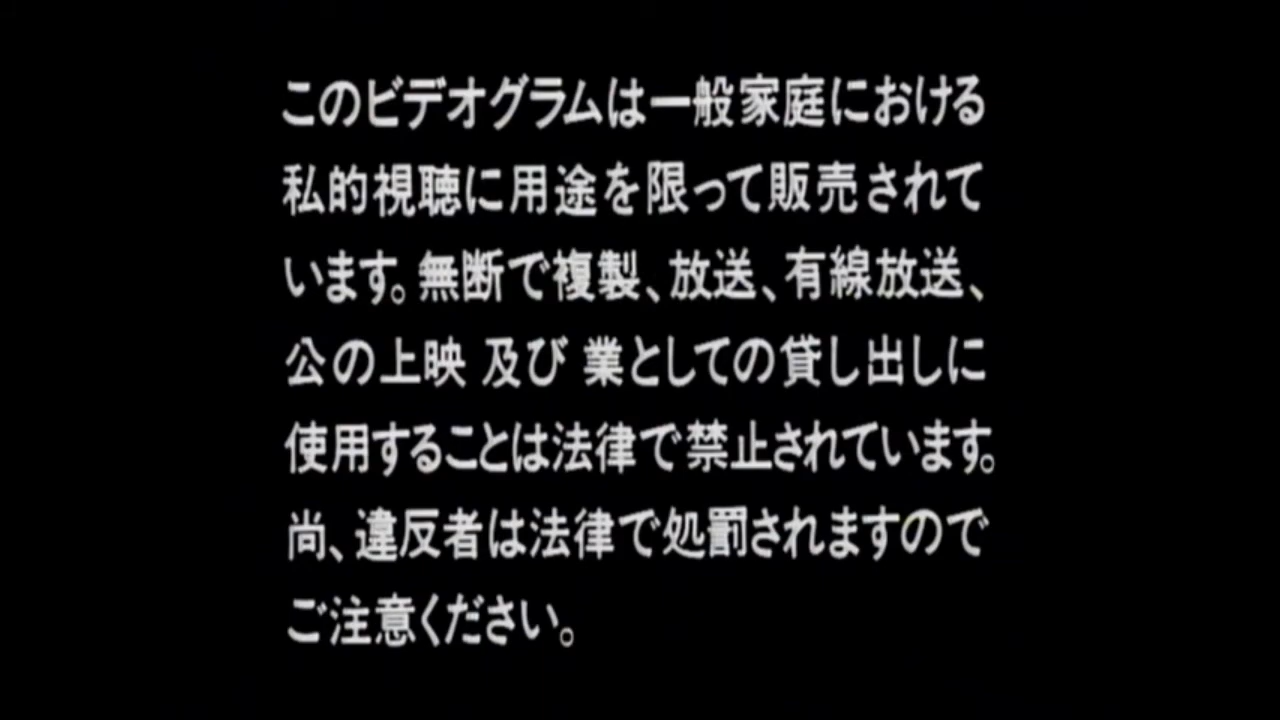 このビデオグラムは一般家庭における
私的視聴に用途を限って販売されて
います。無断で複製、放送、有線放送、
公の上映 及び 業としての貸し出しに
使用することは法律で禁止されています。
尚、違反者は法律で処罰されますので
ご注意ください。